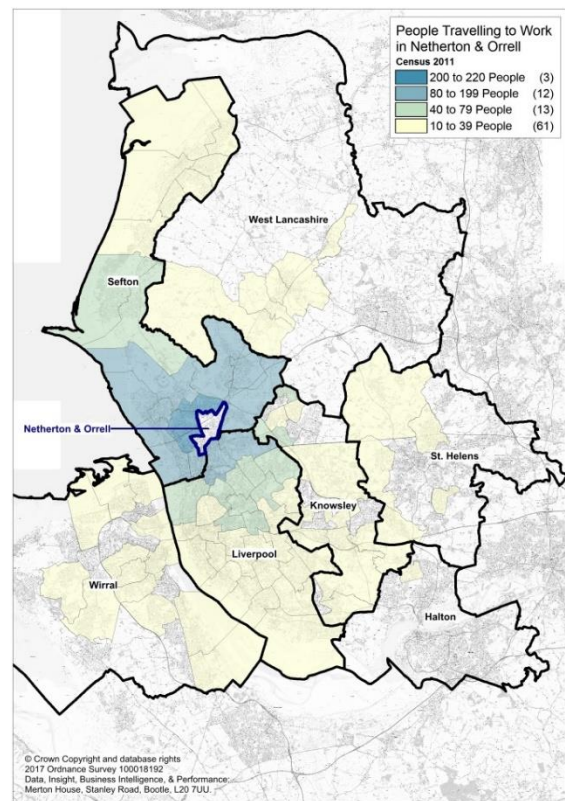 People Travelling to Work
in Netherton & Orrell
Census 2011
200 to 220 People (3)
80 to 199 People (12)
40 to 79 People (13)
10 to 39 People (61)
West Lancashire
Sefton
Netherton & Orrell
St. Helens
Knowsley
Liverpool
Wirral
Halton
© Crown Copyright and database rights
2017 Ordnance Survey 100018192
Data, Insight, Business Intelligence, & Performance:
Merton House, Stanley Road, Bootle, L20 7UU.